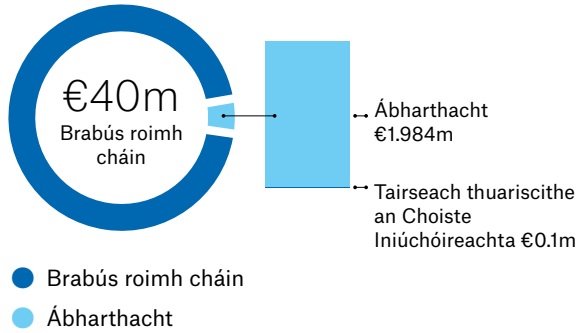 €40m
Brabús roimh
cháin
Ábharthacht
€1.984m
Tairseach thuariscithe
an Choiste
Iniúchóireachta €0.1m
Brabús roimh cháin
Ábharthacht